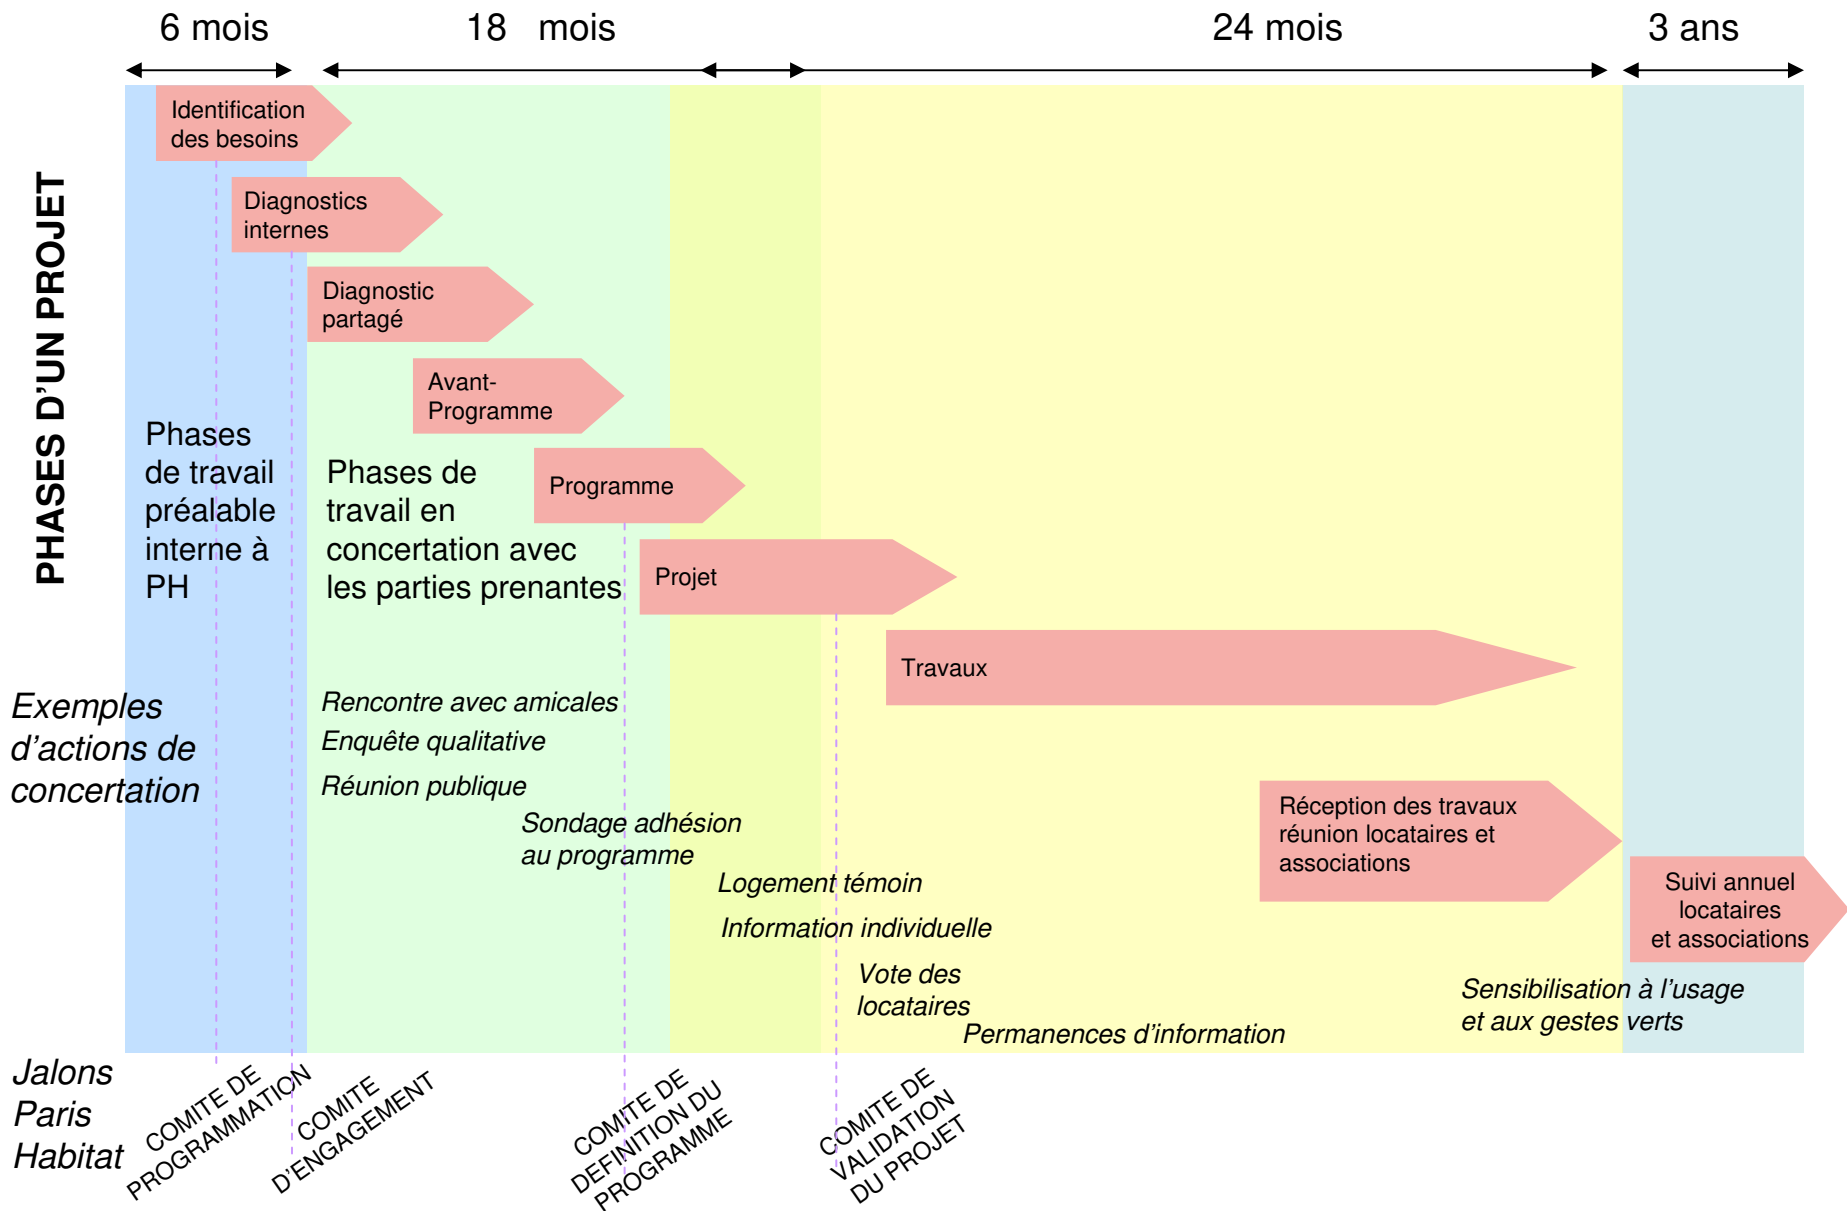 6 mois
18 mois
24 mois
3 ans
PHASES D'UN PROJET
Identification
des besoins
Diagnostics
internes
Diagnostic
partagé
Avant-
Programme
Programme
Projet
Travaux
Réception des travaux
réunion locataires et
associations
Suivi annuel
locataires
et associations
Phases
de travail
préalable
interne à
PH
Phases de
travail en
concertation avec
les parties prenantes
Exemples
d'actions de
concertation
Rencontre avec amicales
Enquête qualitative
Réunion publique
Sondage adhésion
au programme
Logement témoin
Information individuelle
Vote des
locataires
Permanences d'information
Sensibilisation à l'usage
et aux gestes verts
Jalons
Paris
Habitat
COMITE DE
PROGRAMMATION
COMITE
D'ENGAGEMENT
COMITE DE
DEFINITION DU
PROGRAMME
COMITE DE
VALIDATION
DU PROJET